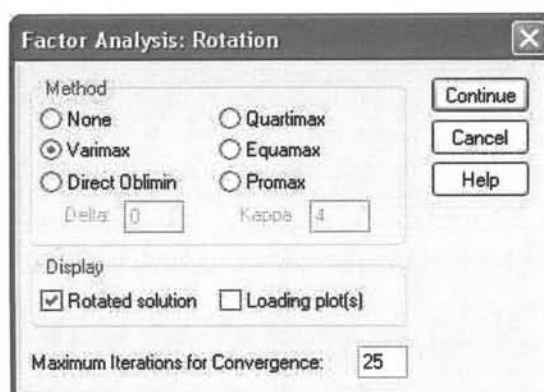 Factor Analysis: Rotation
Method
None
Quartimax
Varimax
Equamax
Direct Oblimin
Promax
Delta: 0
Kappa 4
Display
Rotated solution
Loading plot(s)
Maximum Iterations for Convergence: 25
Continue
Cancel
Help